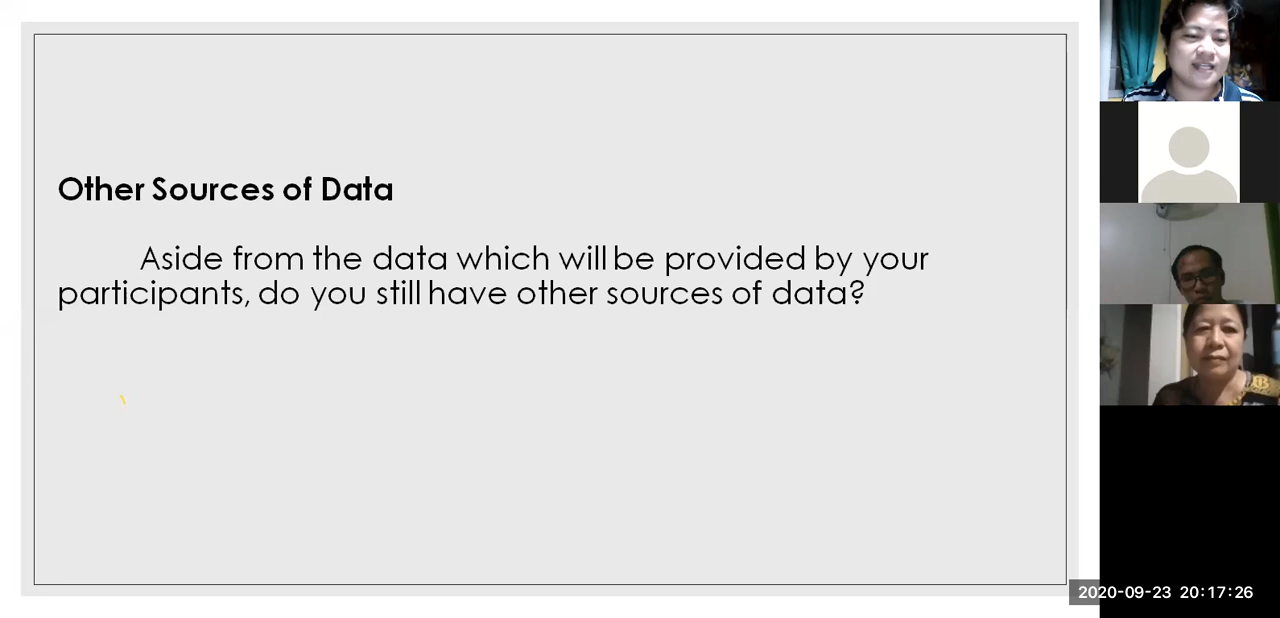 Other Sources of Data
Aside from the data which will be provided by your
participants, do you still have other sources of data?
2020-09-23 20:17:26